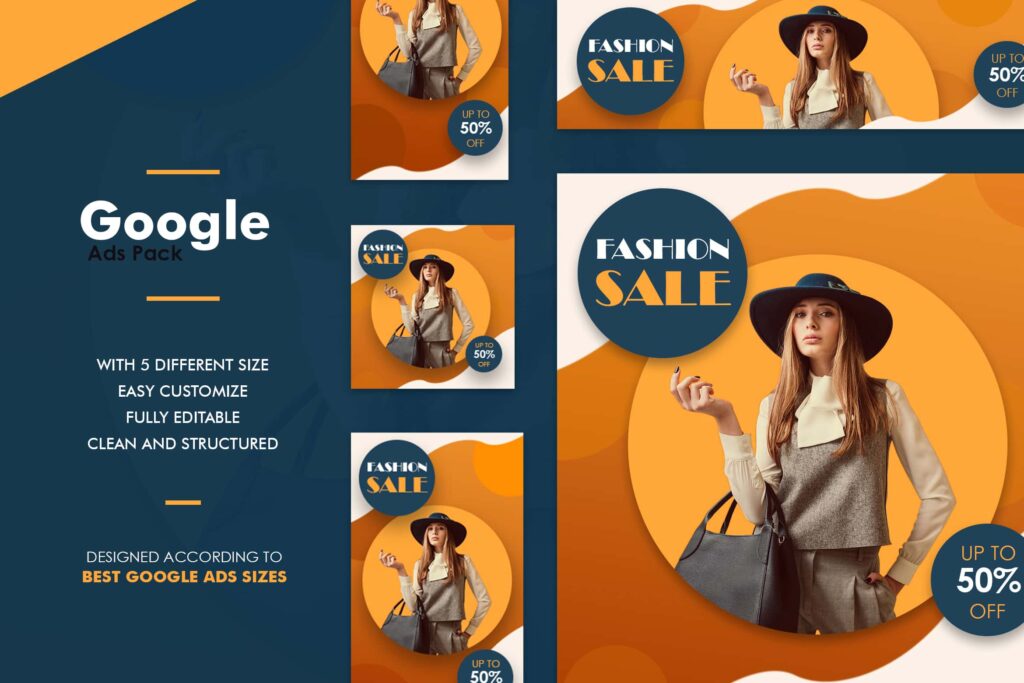 Google
Ads Pack
WITH 5 DIFFERENT SIZE
EASY CUSTOMIZE
FULLY EDITABLE
CLEAN AND STRUCTURED
DESIGNED ACCORDING TO
BEST GOOGLE ADS SIZES
UP TO
50%
OFF
FASHION
SALE
UP TO
50%
OFF
FASHION
SALE
UP TO
50%
FASHION
SALE
UP TO
50%
OFF
FASHION
SALE
UP TO
50%
OFF